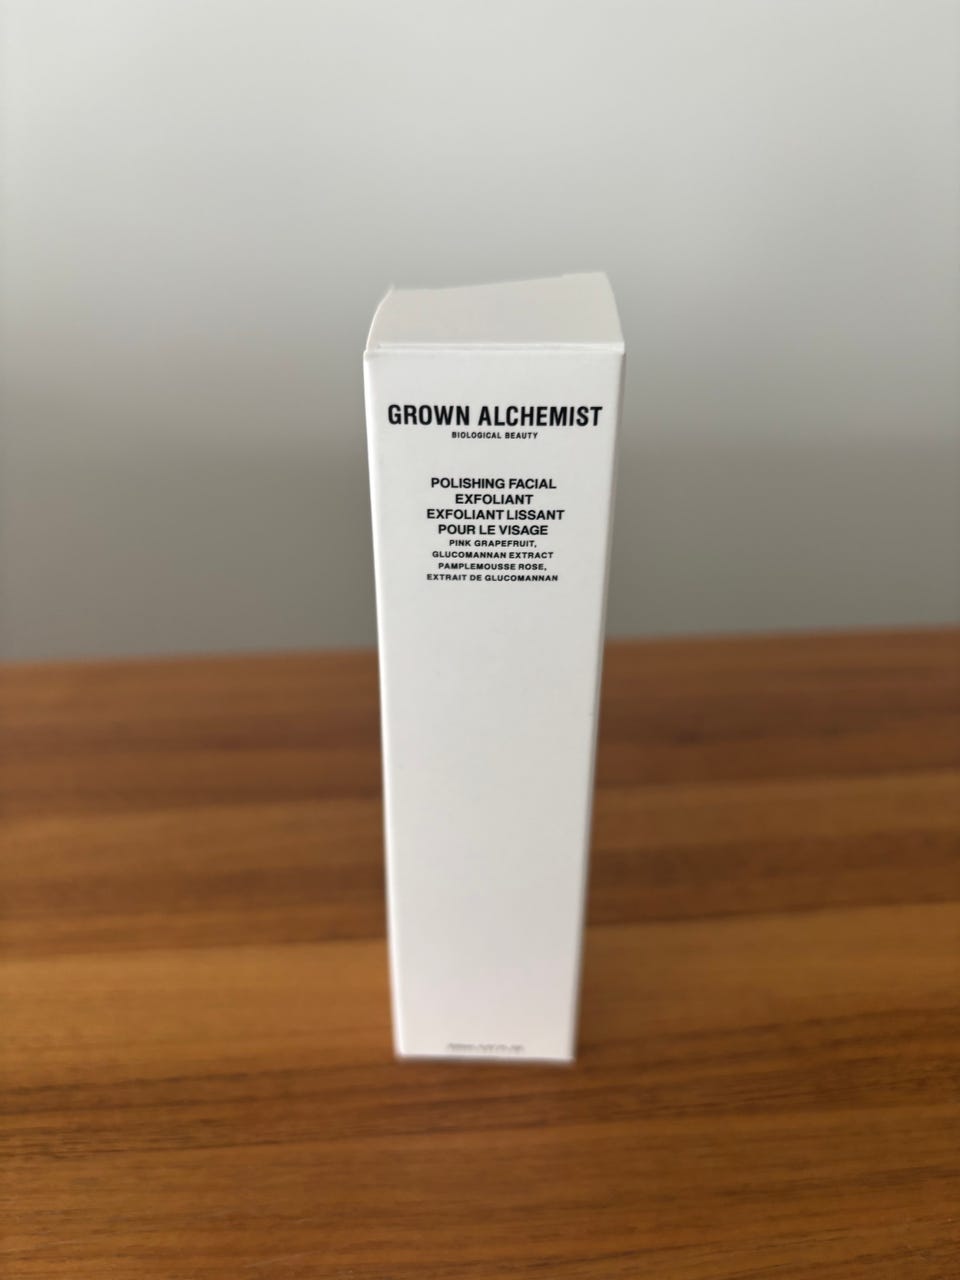 GROWN ALCHEMIST
BIOLOGICAL BEAUTY
POLISHING FACIAL
EXFOLIANT
EXFOLIANT LISSANT
POUR LE VISAGE
PINK GRAPEFRUIT,
GLUCOMANNAN EXTRACT
PAMPLEMOUSSE ROSE,
EXTRAIT DE GLUCOMANNAN